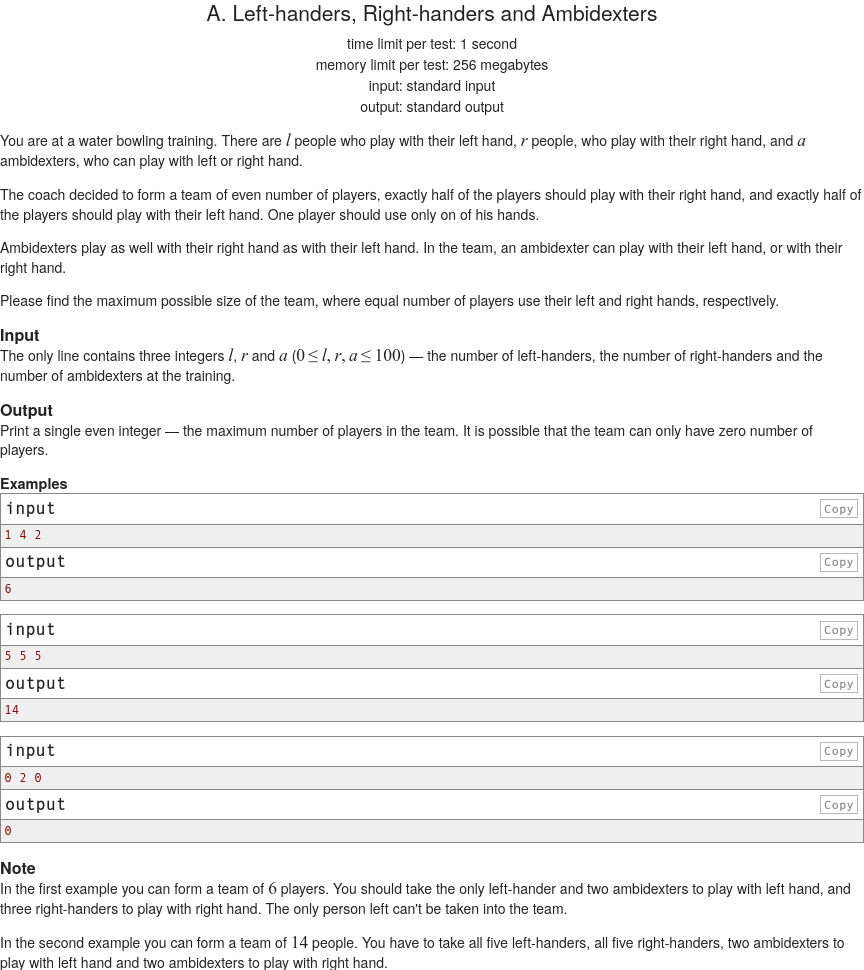 A. Left-handers, Right-handers and Ambidexters
time limit per test: 1 second
memory limit per test: 256 megabytes
input: standard input
output: standard output
You are at a water bowling training. There are l people who play with their left hand, r people, who play with their right hand, and a
ambidexters, who can play with left or right hand.
The coach decided to form a team of even number of players, exactly half of the players should play with their right hand, and exactly half of
the players should play with their left hand. One player should use only on of his hands.
Ambidexters play as well with their right hand as with their left hand. In the team, an ambidexter can play with their left hand, or with their
right hand.
Please find the maximum possible size of the team, where equal number of players use their left and right hands, respectively.
Input
The only line contains three integers l, r and a (0 ≤ l, r, a ≤ 100) — the number of left-handers, the number of right-handers and the
number of ambidexters at the training.
Output
Print a single even integer — the maximum number of players in the team. It is possible that the team can only have zero number of
players.
Examples
input Copy
1 4 2
output Copy
6
input Copy
5 5 5
output Copy
14
input Copy
0 2 0
output Copy
0
Note
In the first example you can form a team of 6 players. You should take the only left-hander and two ambidexters to play with left hand, and
three right-handers to play with right hand. The only person left can't be taken into the team.
In the second example you can form a team of 14 people. You have to take all five left-handers, all five right-handers, two ambidexters to
play with left hand and two ambidexters to play with right hand.